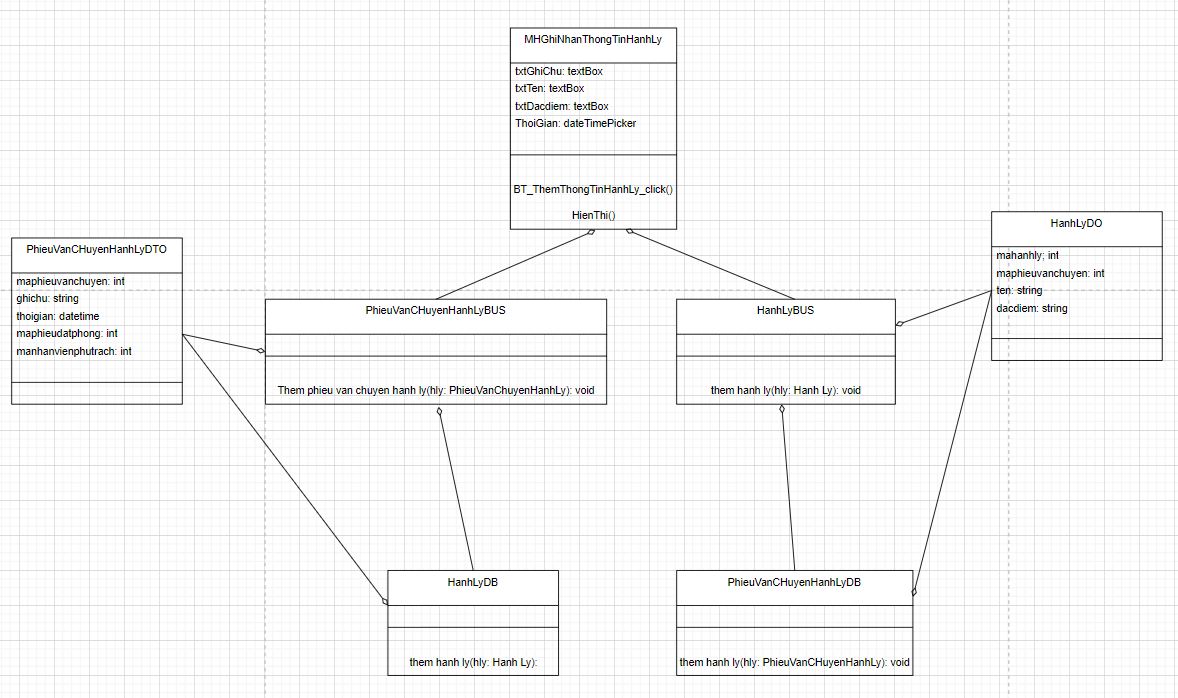 MHGhiNhanThongTinHanhLy
txtGhiChu: textBox
txtTen: textBox
txtDacdiem: textBox
ThoiGian: dateTimePicker
BT_ThemThongTinHanhLy_click()
HienThi()
PhieuVanCHuyenHanhLyDTO
maphieuvanchuyen: int
ghichu: string
thoigian: datetime
maphieudatphong: int
manhanvienphutrach: int
PhieuVanCHuyenHanhLyBUS
Them phieu van chuyen hanh ly(hly: PhieuVanChuyenHanhLy): void
HanhLyBUS
them hanh ly(hly: Hanh Ly): void
HanhLyDO
mahanhly; int
maphieuvanchuyen: int
ten: string
dacdiem: string
HanhLyDB
them hanh ly(hly: Hanh Ly):
PhieuVanCHuyenHanhLyDB
them hanh ly(hly: PhieuVanCHuyenHanhLy): void